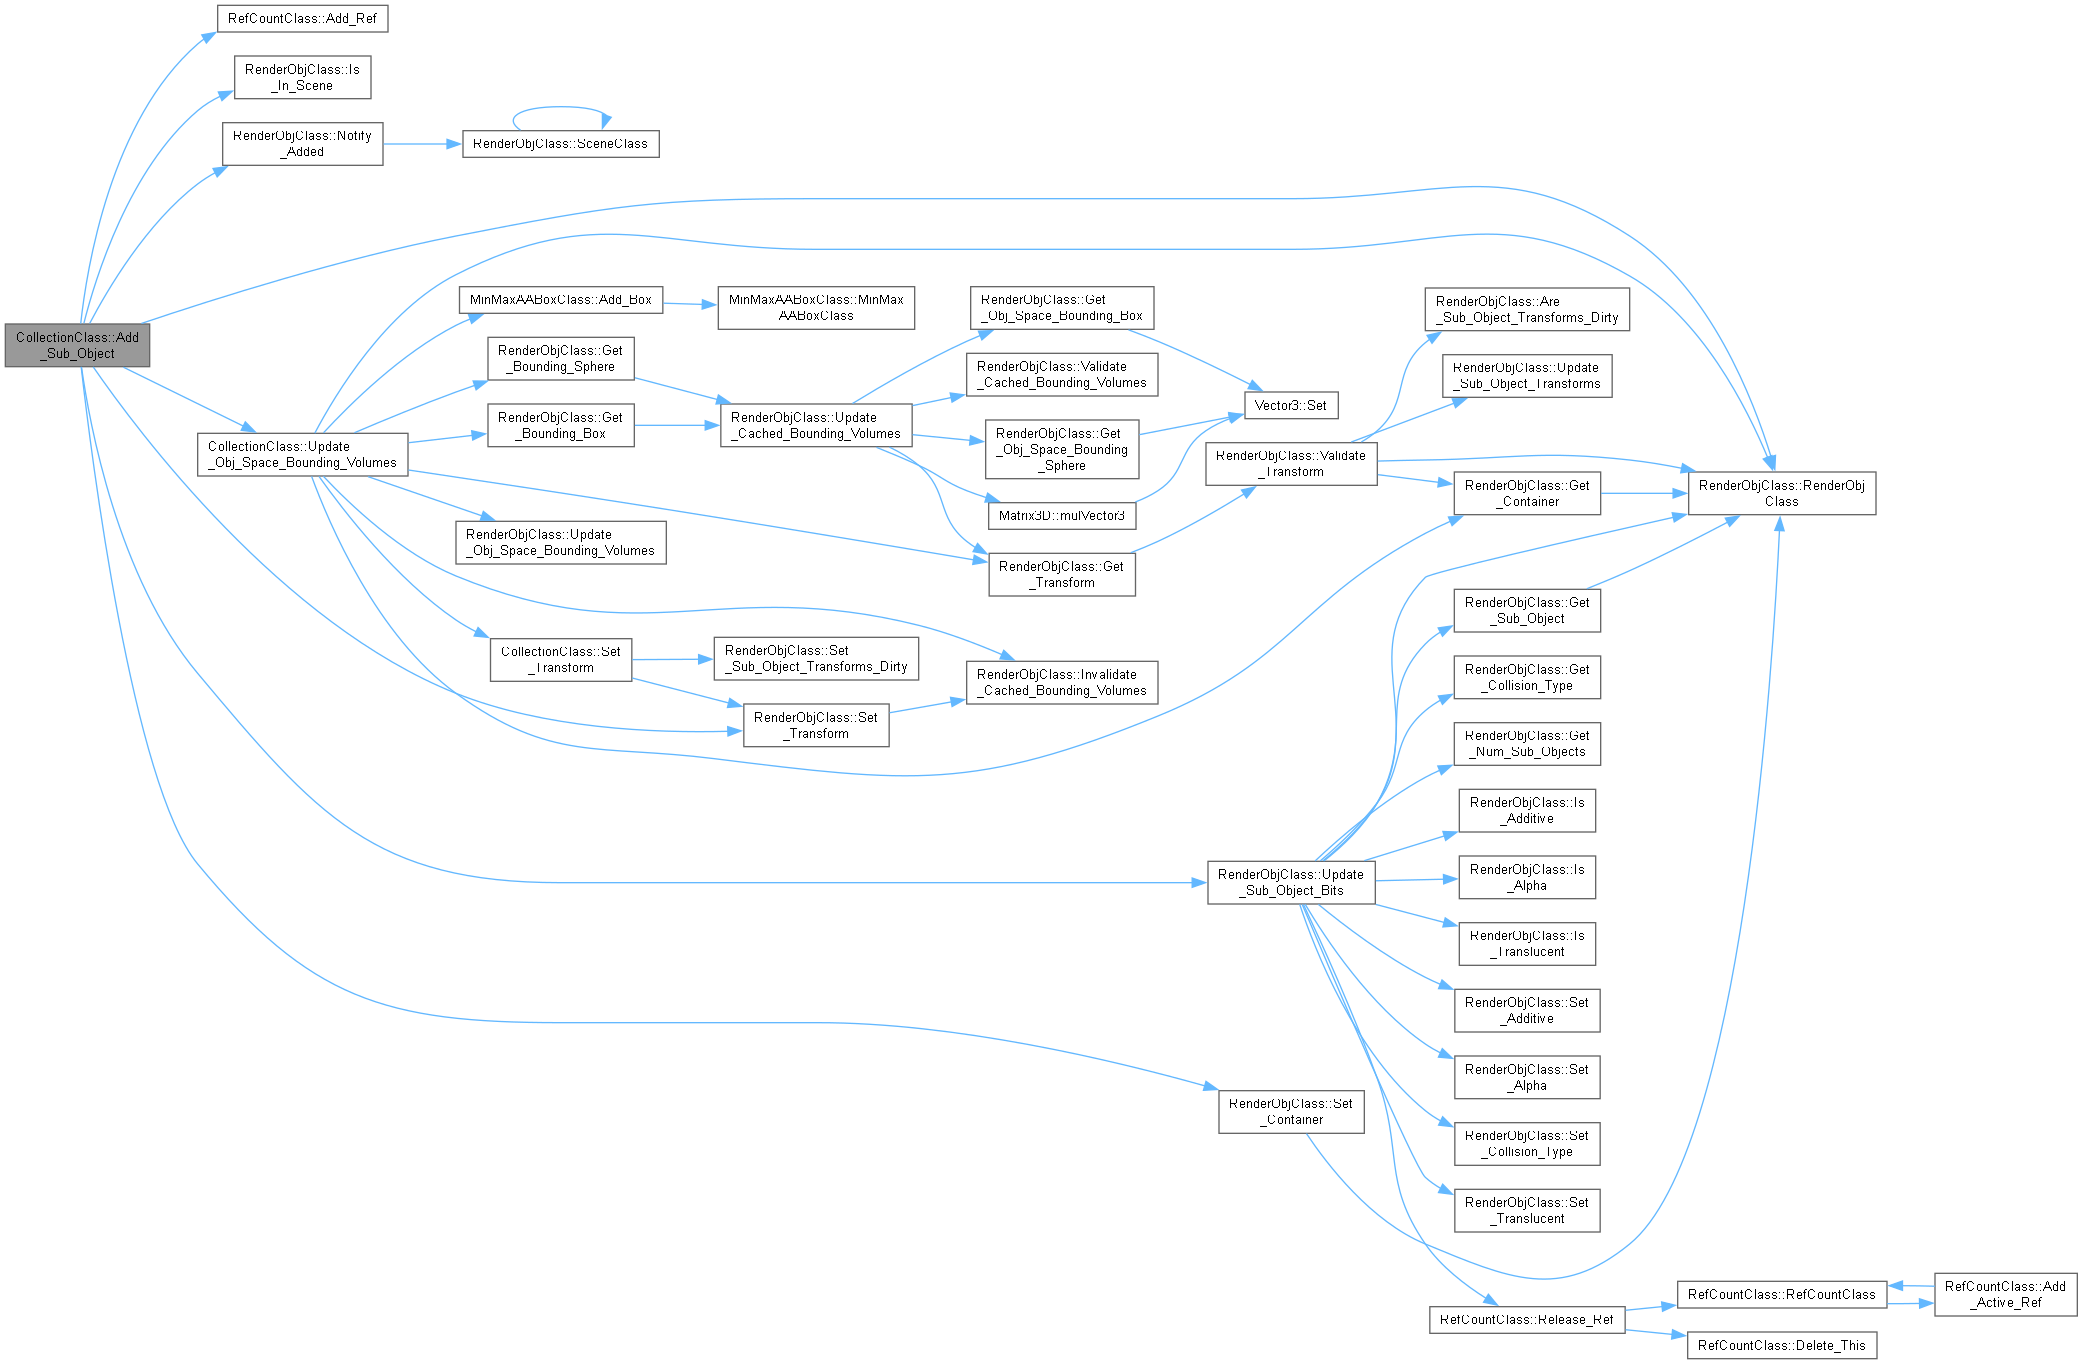 RefCountClass::Add_Ref
RenderObjClass::Is
_In_Scene
RenderObjClass::Notify
_Added
RenderObjClass::SceneClass
CollectionClass::Add
_Sub_Object
CollectionClass::Update
_Obj_Space_Bounding_Volumes
MinMaxAABoxClass::Add_Box
MinMaxAABoxClass::MinMax
AABoxClass
RenderObjClass::Get
_Bounding_Sphere
RenderObjClass::Get
_Bounding_Box
RenderObjClass::Update
_Cached_Bounding_Volumes
RenderObjClass::Get
_Obj_Space_Bounding_Box
RenderObjClass::Validate
_Cached_Bounding_Volumes
RenderObjClass::Get
_Obj_Space_Bounding
_Sphere
Matrix3D::mulVector3
RenderObjClass::Get
_Transform
Vector3::Set
RenderObjClass::Validate
_Transform
RenderObjClass::Are
_Sub_Object_Transforms_Dirty
RenderObjClass::Update
_Sub_Object_Transforms
RenderObjClass::Get
_Container
RenderObjClass::RenderObj
Class
RenderObjClass::Update
_Obj_Space_Bounding_Volumes
CollectionClass::Set
_Transform
RenderObjClass::Set
_Sub_Object_Transforms_Dirty
RenderObjClass::Set
_Transform
RenderObjClass::Invalidate
_Cached_Bounding_Volumes
RenderObjClass::Update
_Sub_Object_Bits
RenderObjClass::Get
_Sub_Object
RenderObjClass::Get
_Collision_Type
RenderObjClass::Get
_Num_Sub_Objects
RenderObjClass::Is
_Additive
RenderObjClass::Is
_Alpha
RenderObjClass::Is
_Translucent
RenderObjClass::Set
_Additive
RenderObjClass::Set
_Alpha
RenderObjClass::Set
_Collision_Type
RenderObjClass::Set
_Translucent
RenderObjClass::Set
_Container
RefCountClass::Release_Ref
RefCountClass::RefCountClass
RefCountClass::Add
_Active_Ref
RefCountClass::Delete_This